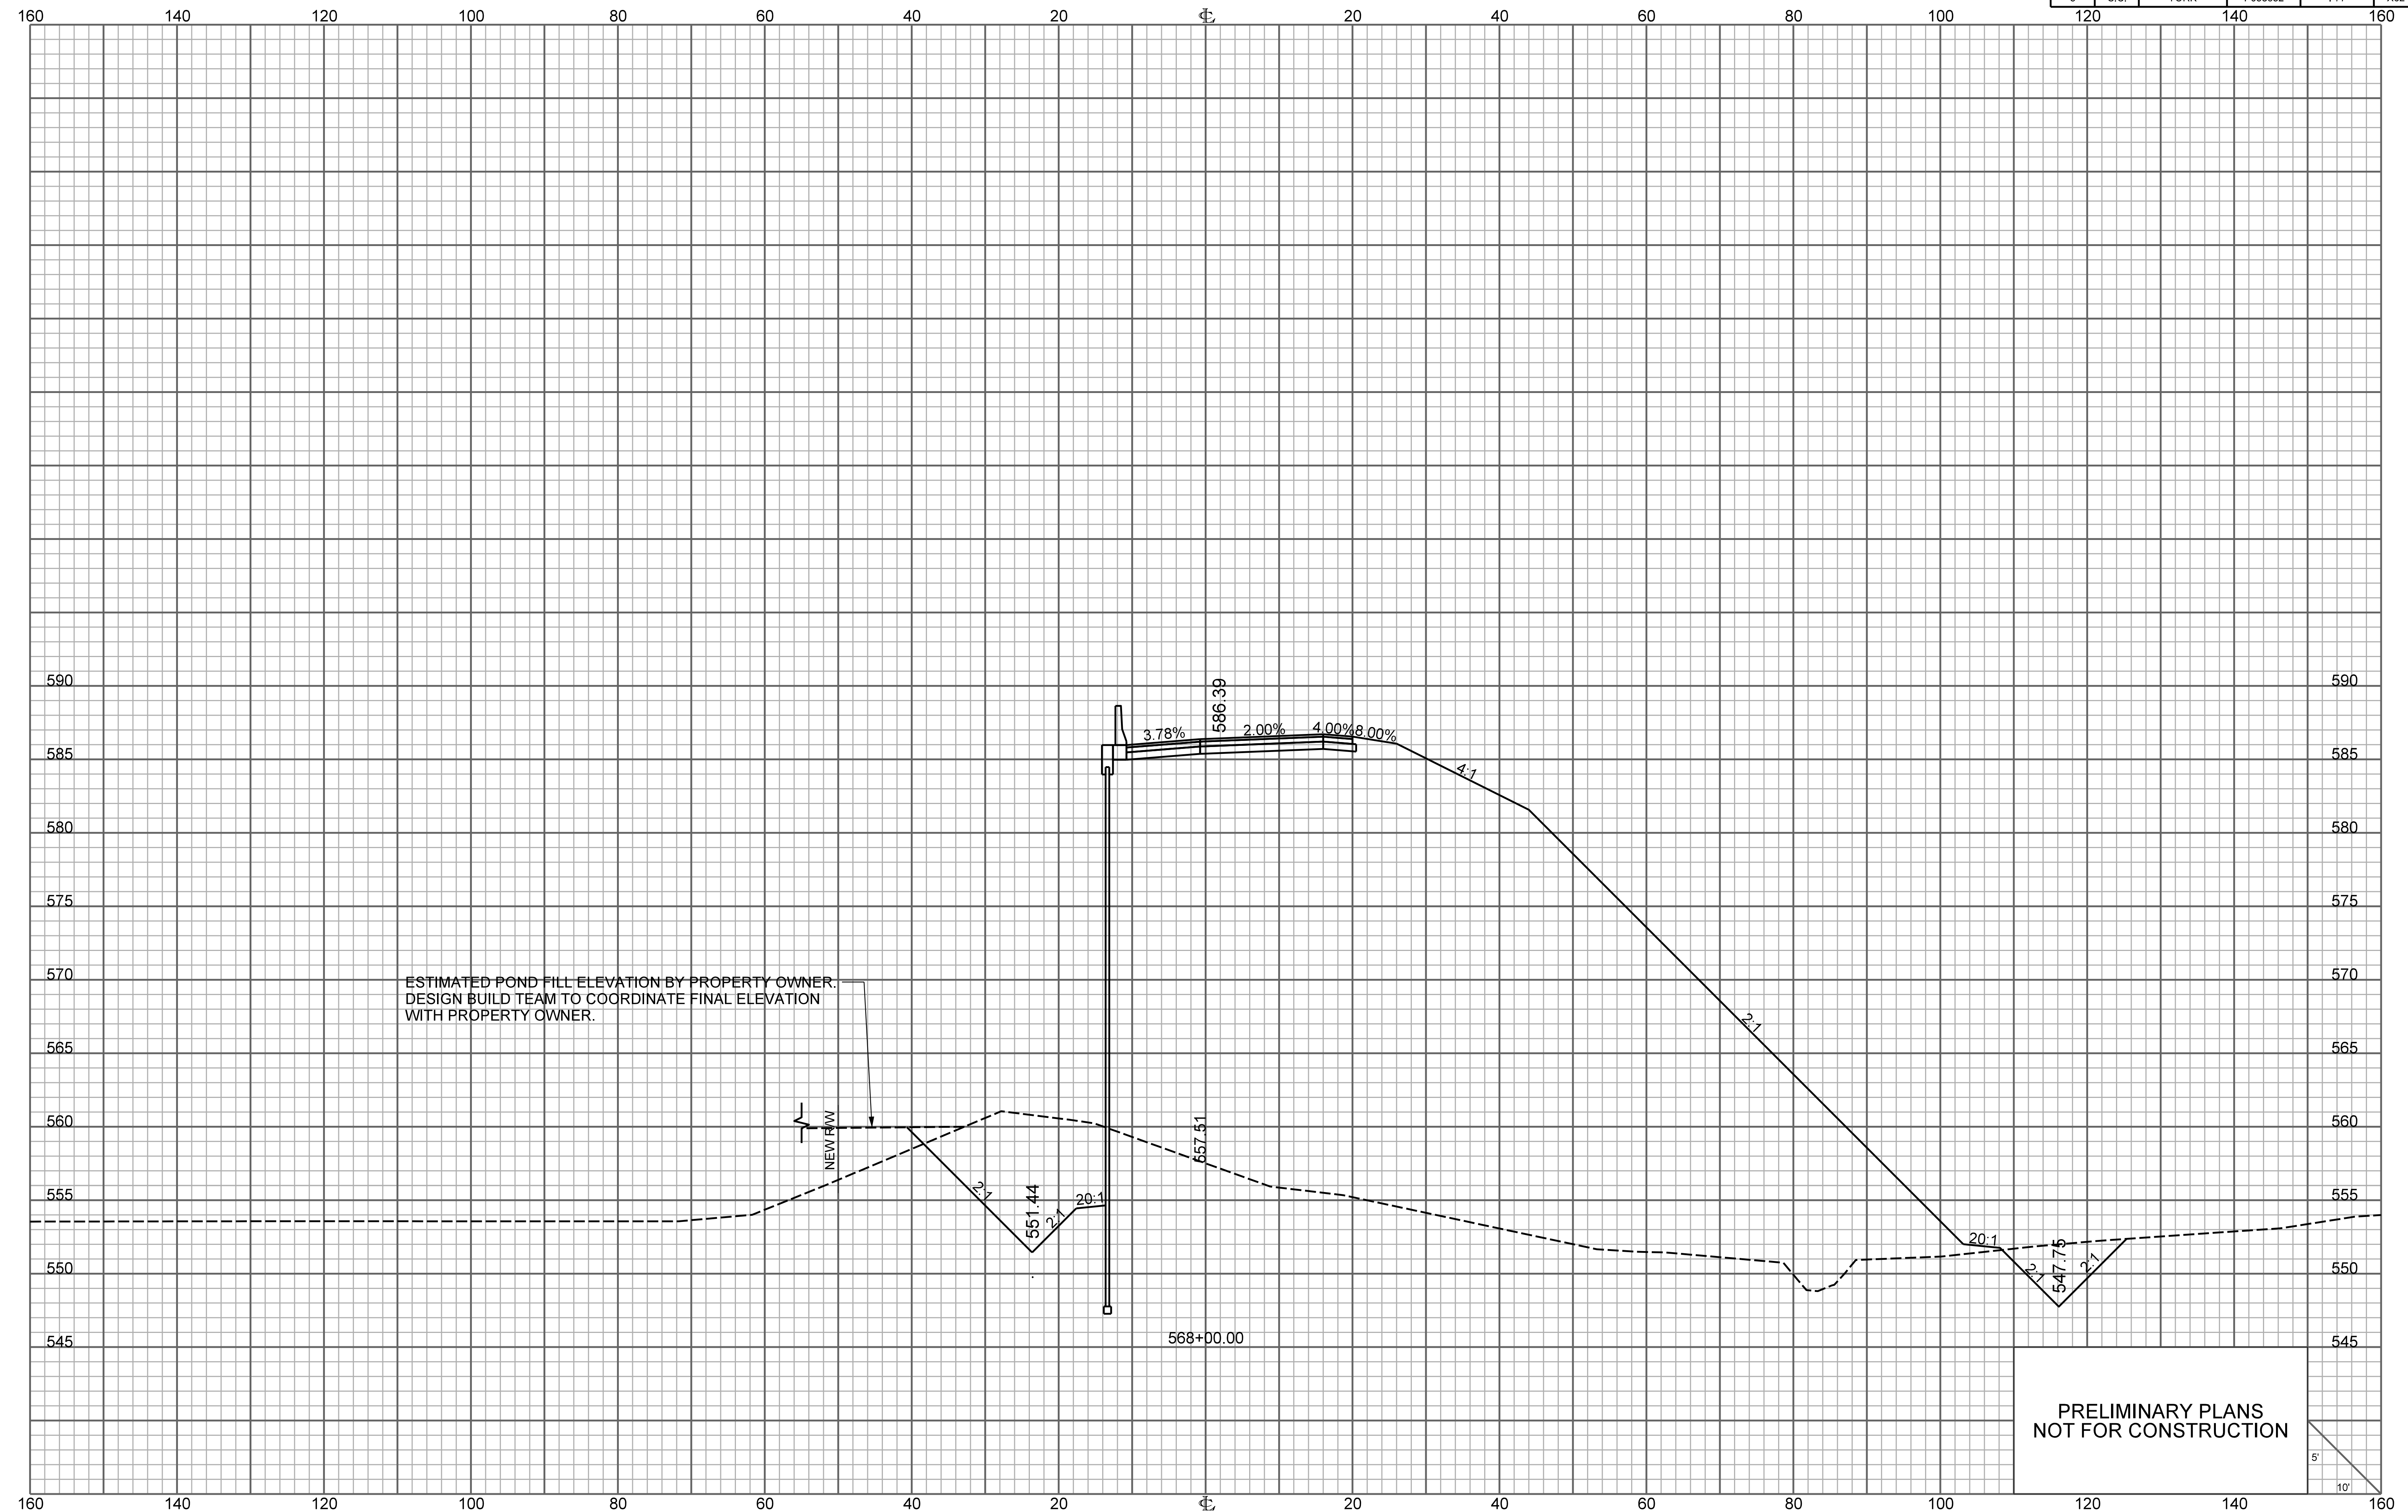 160 140 120 100 80 60 40 20 ℄ 20 40 60 80 100 120 140 160
590 590
586.39
3.78% 2.00% 4.00% 8.00%
585 585
4:1
580 580
575 575
570 570
ESTIMATED POND FILL ELEVATION BY PROPERTY OWNER.
DESIGN BUILD TEAM TO COORDINATE FINAL ELEVATION
WITH PROPERTY OWNER.
2:1
565 565
560 560
NEW R/W
557.51
555 555
2:1
551.44
2:1
20:1
20:1
2:1
547.75
2:1
550 550
568+00.00
545 545
PRELIMINARY PLANS
NOT FOR CONSTRUCTION
5'
10'
160 140 120 100 80 60 40 20 ℄ 20 40 60 80 100 120 140 160